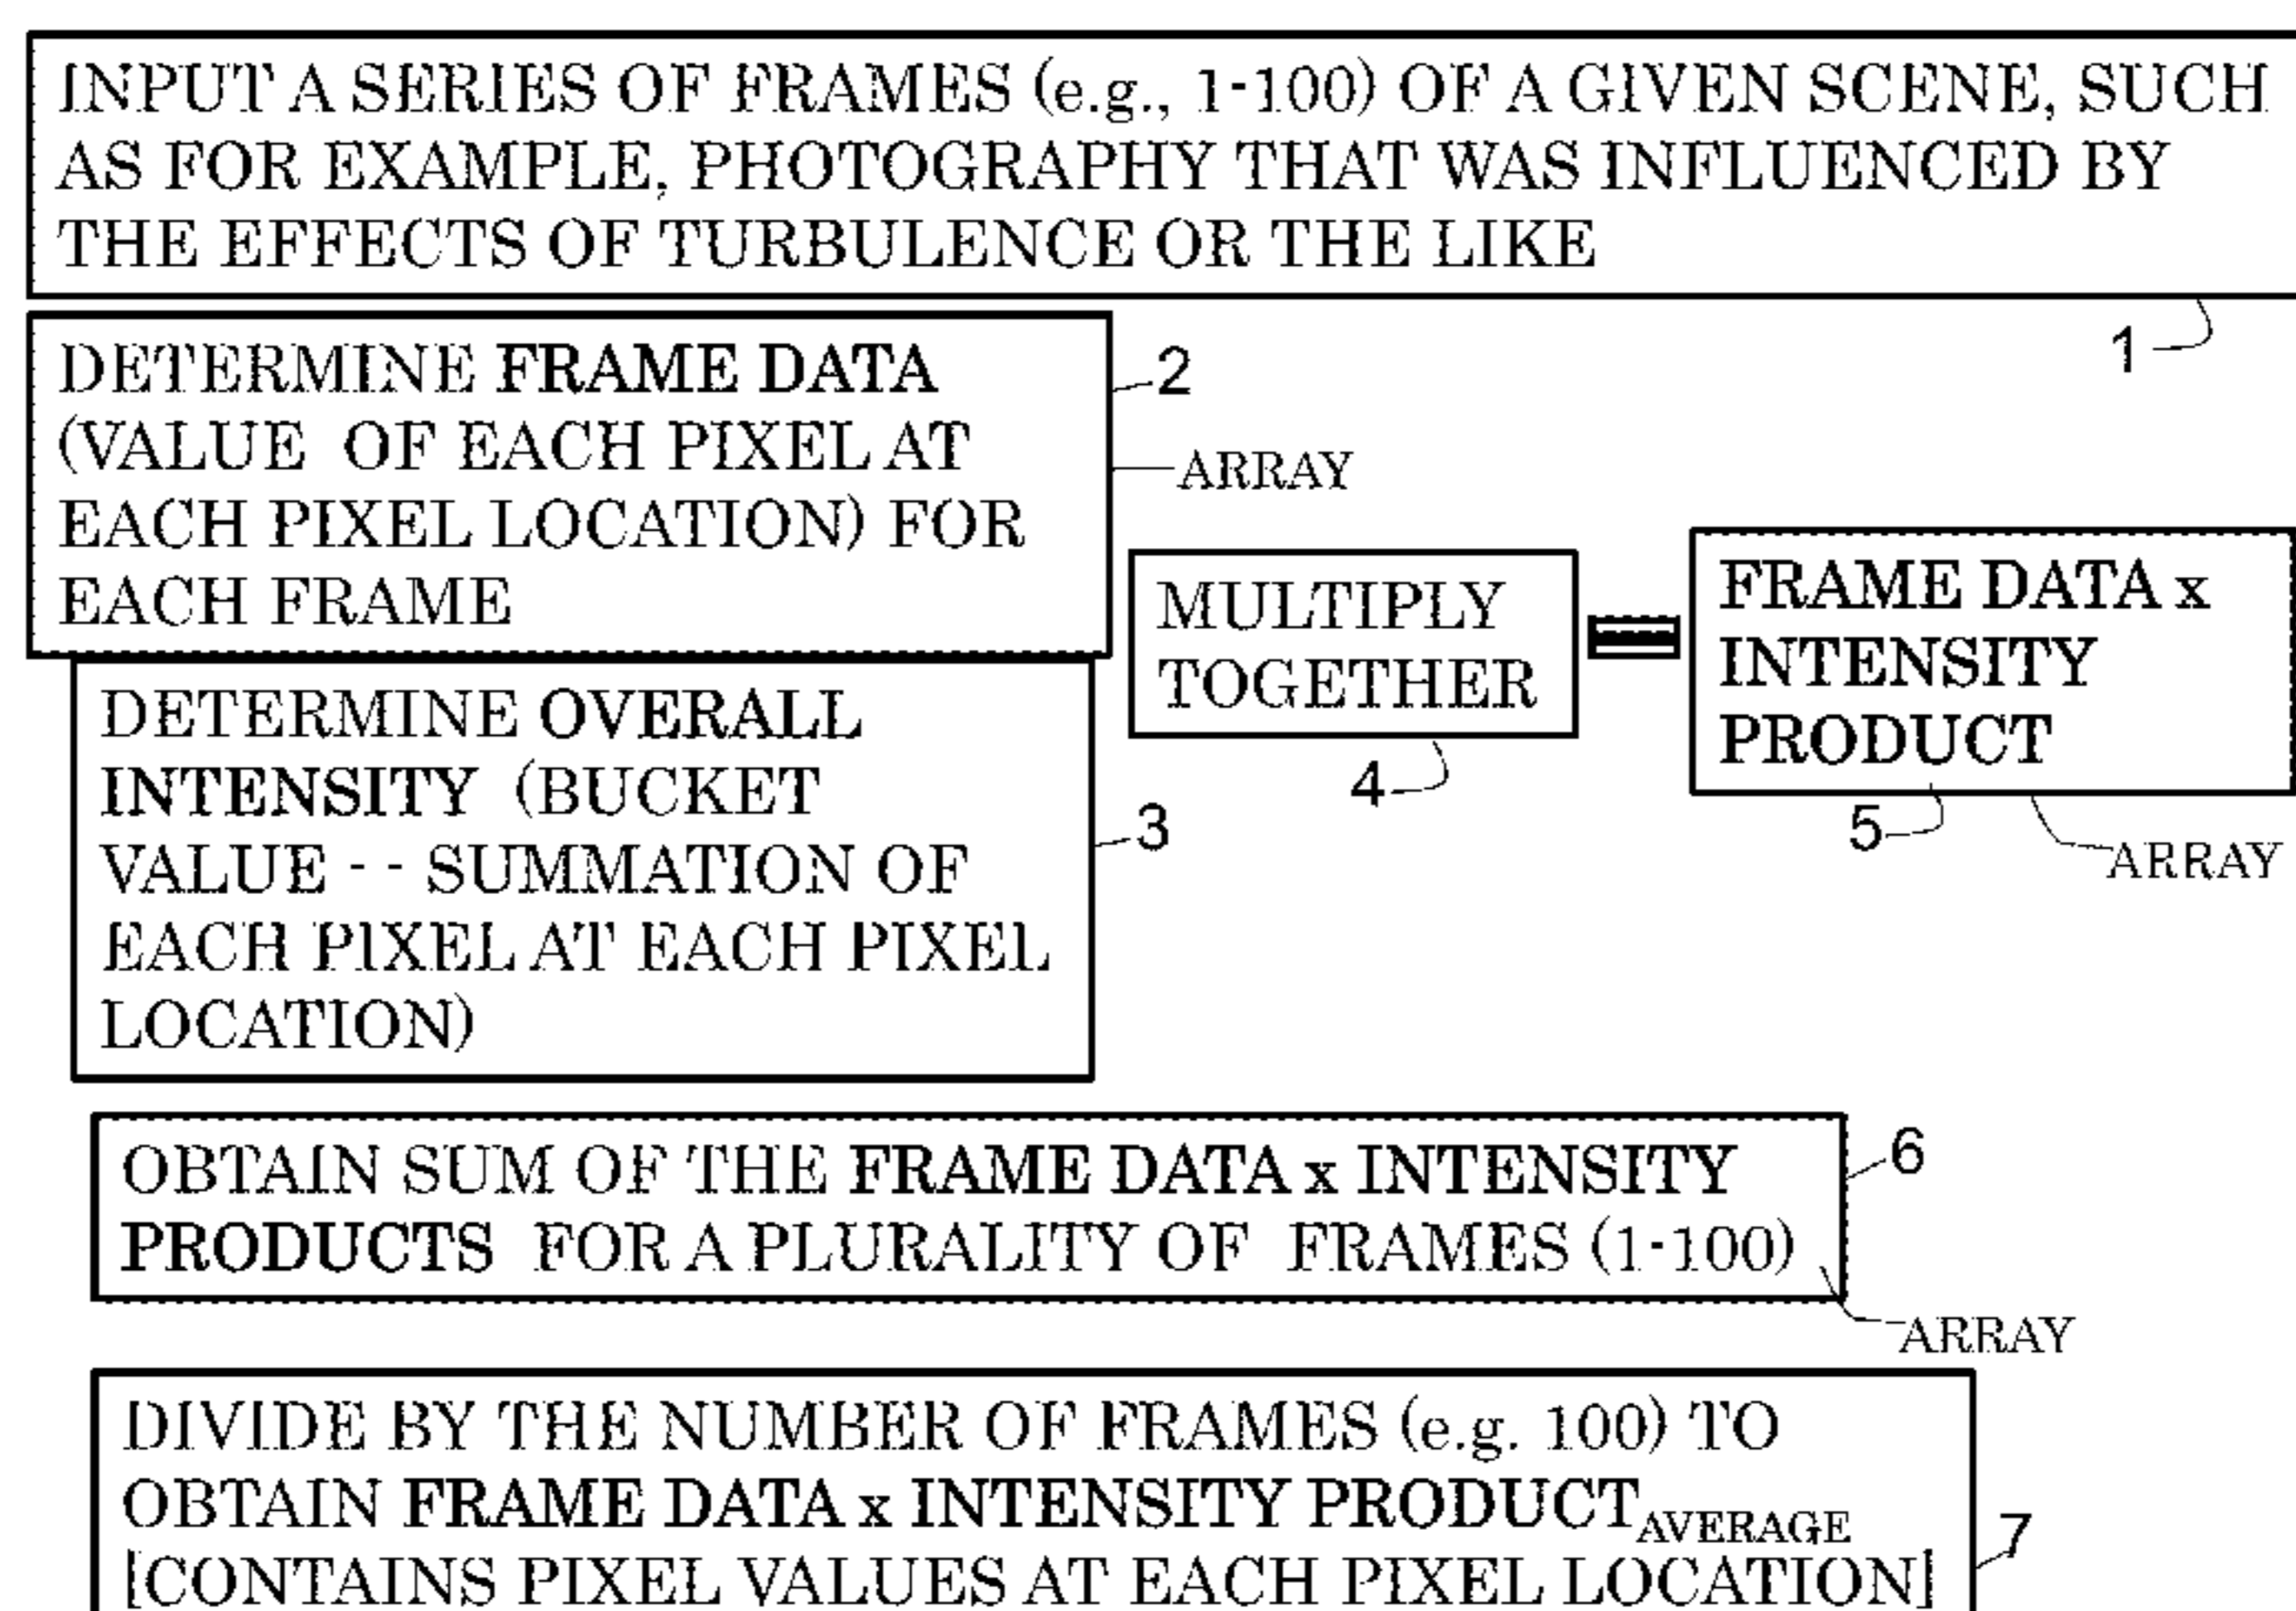 INPUT A SERIES OF FRAMES (e.g., 1-100) OF A GIVEN SCENE, SUCH
AS FOR EXAMPLE, PHOTOGRAPHY THAT WAS INFLUENCED BY
THE EFFECTS OF TURBULENCE OR THE LIKE
1
DETERMINE FRAME DATA
(VALUE OF EACH PIXEL AT
EACH PIXEL LOCATION) FOR
EACH FRAME
2
ARRAY
DETERMINE OVERALL
INTENSITY (BUCKET
VALUE - - SUMMATION OF
EACH PIXEL AT EACH PIXEL
LOCATION)
3
MULTIPLY
TOGETHER
4
=
FRAME DATA x
INTENSITY
PRODUCT
5
ARRAY
OBTAIN SUM OF THE FRAME DATA x INTENSITY
PRODUCTS FOR A PLURALITY OF FRAMES (1-100)
6
ARRAY
DIVIDE BY THE NUMBER OF FRAMES (e.g. 100) TO
OBTAIN FRAME DATA x INTENSITY PRODUCT AVERAGE
[CONTAINS PIXEL VALUES AT EACH PIXEL LOCATION]
7